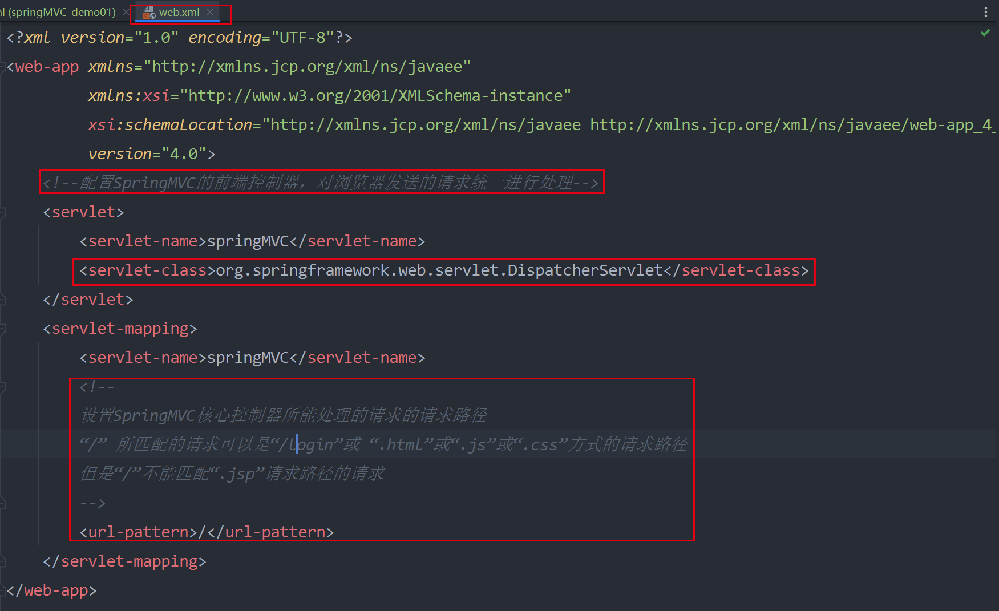 nl (springMVC-demo01) × web.xml ×
<?xml version="1.0" encoding="UTF-8"?>
<web-app xmlns="http://xmlns.jcp.org/xml/ns/javaee"
xmlns:xsi="http://www.w3.org/2001/XMLSchema-instance"
xsi:schemaLocation="http://xmlns.jcp.org/xml/ns/javaee http://xmlns.jcp.org/xml/ns/javaee/web-app_4_
version="4.0">
<!--配置SpringMVC的前端控制器，对浏览器发送的请求统一进行处理-->
<servlet>
<servlet-name>springMVC</servlet-name>
<servlet-class>org.springframework.web.servlet.DispatcherServlet</servlet-class>
</servlet>
<servlet-mapping>
<servlet-name>springMVC</servlet-name>
<!--
设置SpringMVC核心控制器所能处理的请求的请求路径
“/” 所匹配的请求可以是“/login”或 “.html”或“.js”或“.css”方式的请求路径
但是“/”不能匹配“.jsp”请求路径的请求
-->
<url-pattern>/</url-pattern>
</servlet-mapping>
</web-app>